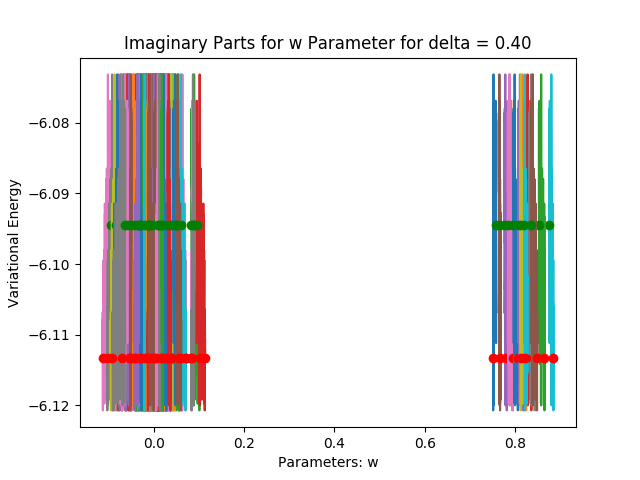 Imaginary Parts for w Parameter for delta = 0.40
Variational Energy
−6.08
−6.09
−6.10
−6.11
−6.12
0.0 0.2 0.4 0.6 0.8
Parameters: w